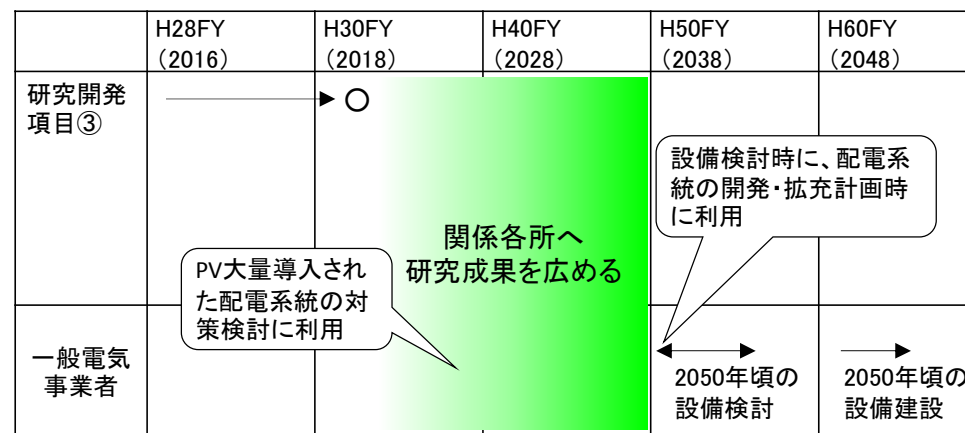 H28FY
(2016)
H30FY
(2018)
H40FY
(2028)
H50FY
(2038)
H60FY
(2048)
研究開発
項目③
設備検討時に、配電系
統の開発・拡充計画時
に利用
関係各所へ
研究成果を広める
PV大量導入され
た配電系統の対
策検討に利用
一般電気
事業者
2050年頃の
設備検討
2050年頃の
設備建設